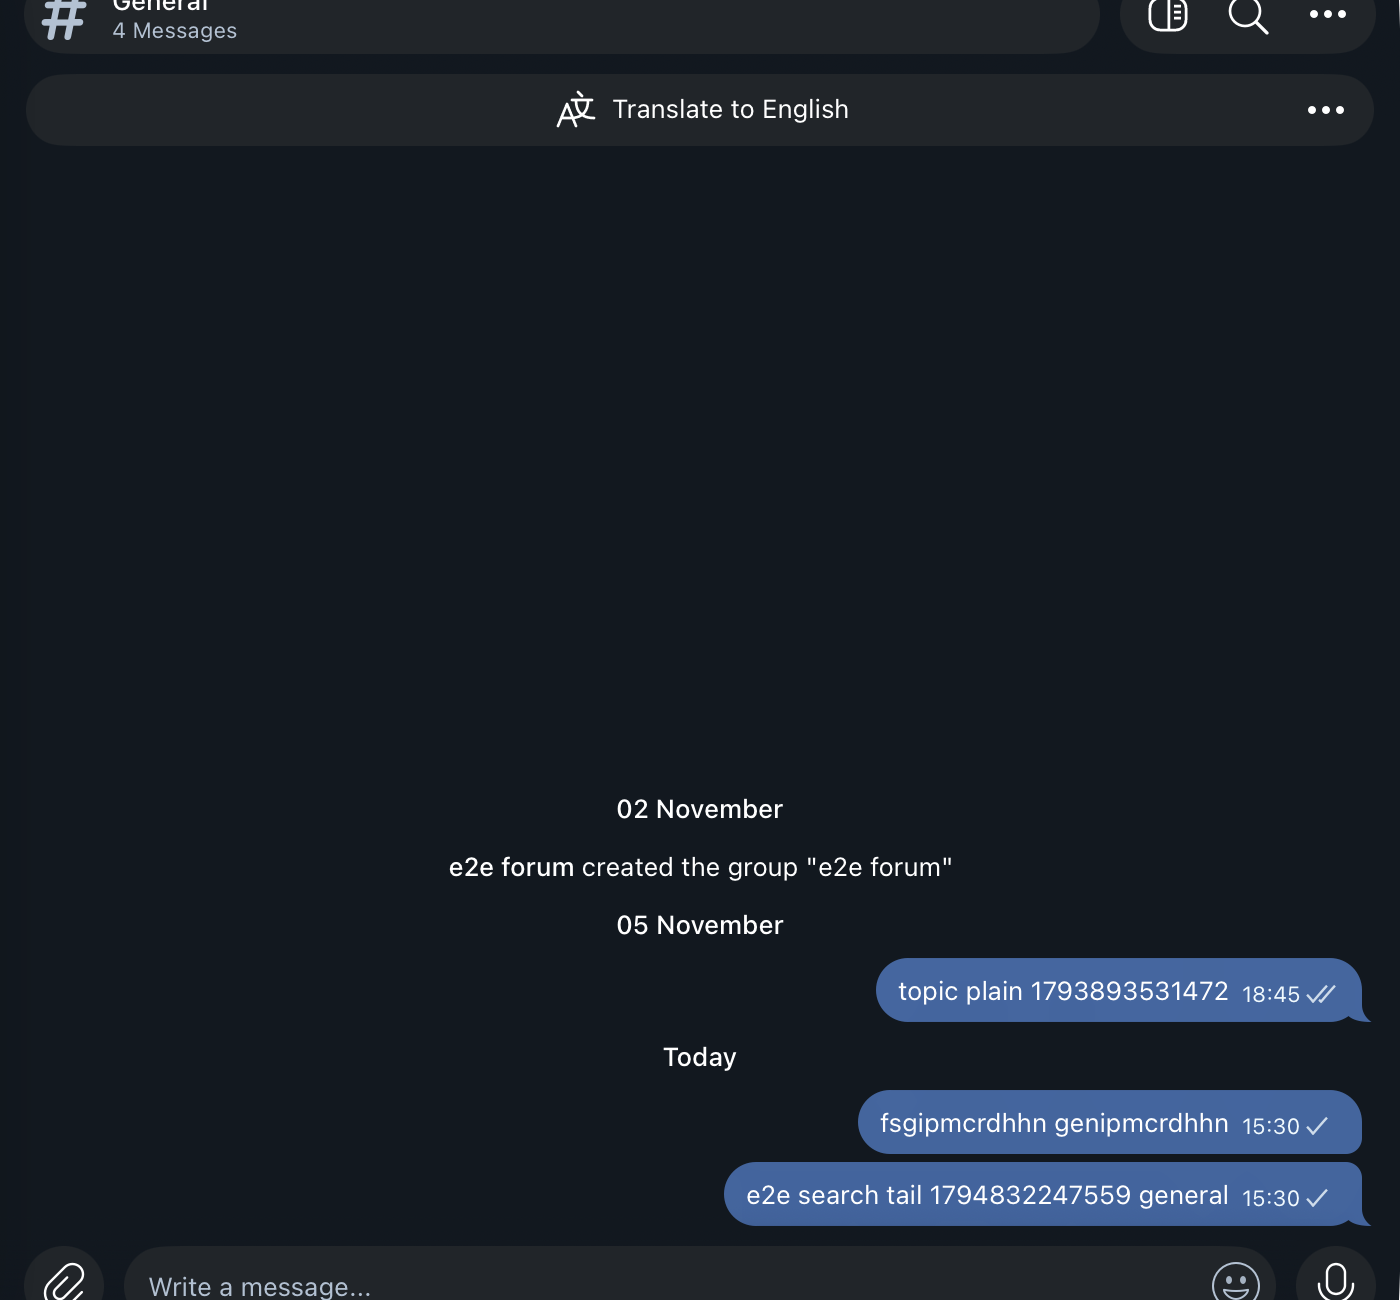 General
4 Messages
Translate to English
02 November
e2e forum created the group "e2e forum"
05 November
topic plain 1793893531472 18:45
Today
fsgipmcrdhhn genipmcrdhhn 15:30
e2e search tail 1794832247559 general 15:30
Write a message...